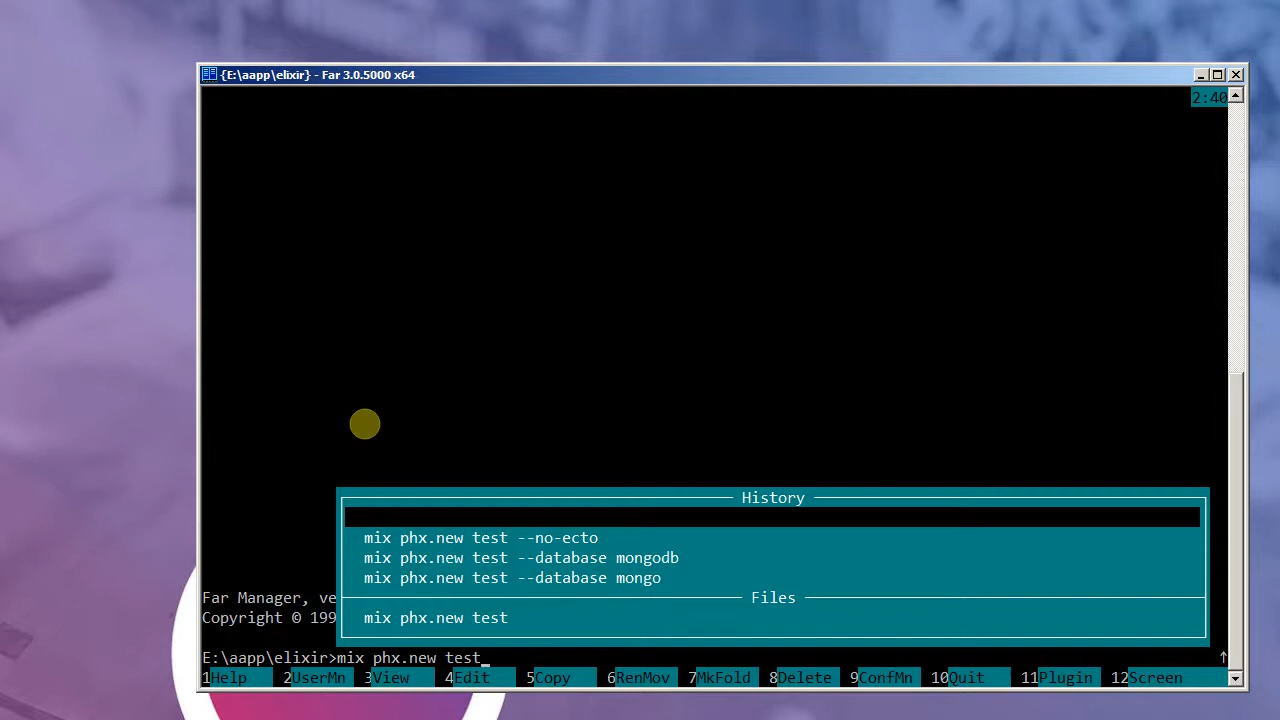 {E:\aapp\elixir} - Far 3.0.5000 x64
2:40
History
mix phx.new test --no-ecto
mix phx.new test --database mongodb
mix phx.new test --database mongo
Files
mix phx.new test
Far Manager, ve
Copyright © 199
E:\aapp\elixir>mix phx.new test_
1Help 2UserMn 3View 4Edit 5Copy 6RenMov 7MkFold 8Delete 9ConfMn 10Quit 11Plugin 12Screen